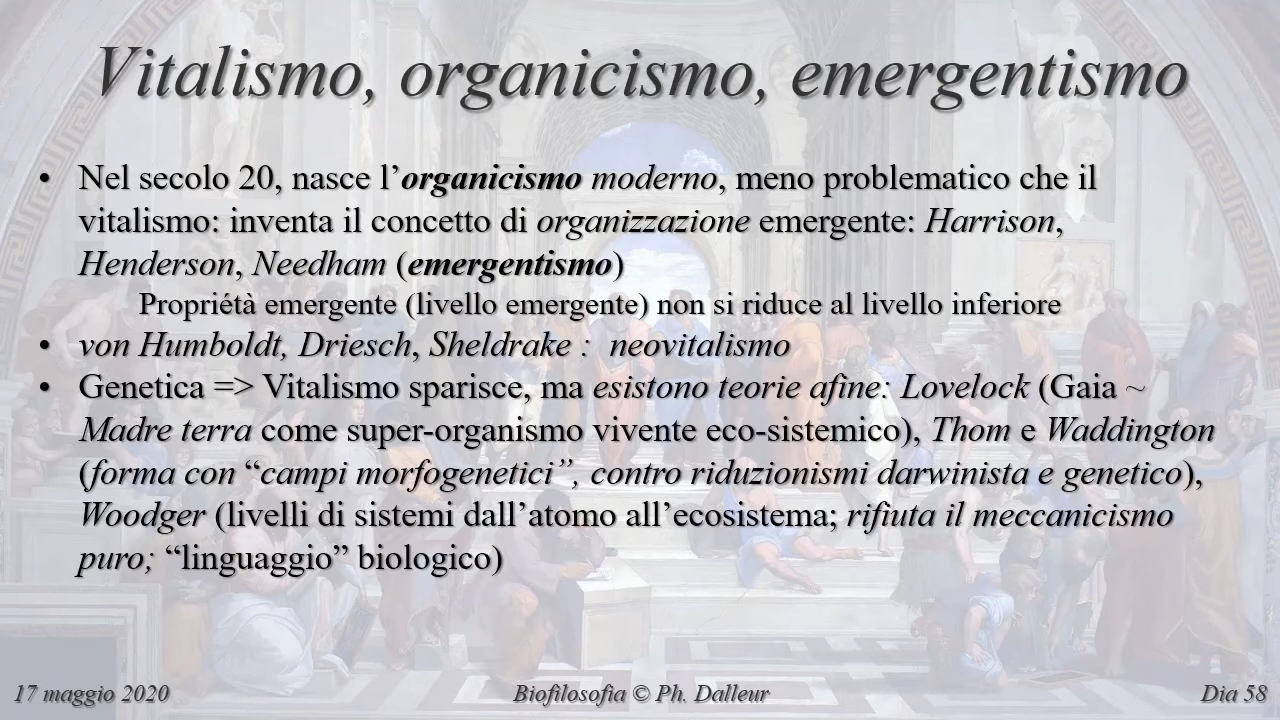 Vitalismo, organicismo, emergentismo
• Nel secolo 20, nasce l’organicismo moderno, meno problematico che il
vitalismo: inventa il concetto di organizzazione emergente: Harrison,
Henderson, Needham (emergentismo)
Propriétà emergente (livello emergente) non si riduce al livello inferiore
• von Humboldt, Driesch, Sheldrake : neovitalismo
• Genetica => Vitalismo sparisce, ma esistono teorie afine: Lovelock (Gaia ~
Madre terra come super-organismo vivente eco-sistemico), Thom e Waddington
(forma con “campi morfogenetici”, contro riduzionismi darwinista e genetico),
Woodger (livelli di sistemi dall’atomo all’ecosistema; rifiuta il meccanicismo
puro; “linguaggio” biologico)
17 maggio 2020
Biofilosofia © Ph. Dalleur
Dia 58